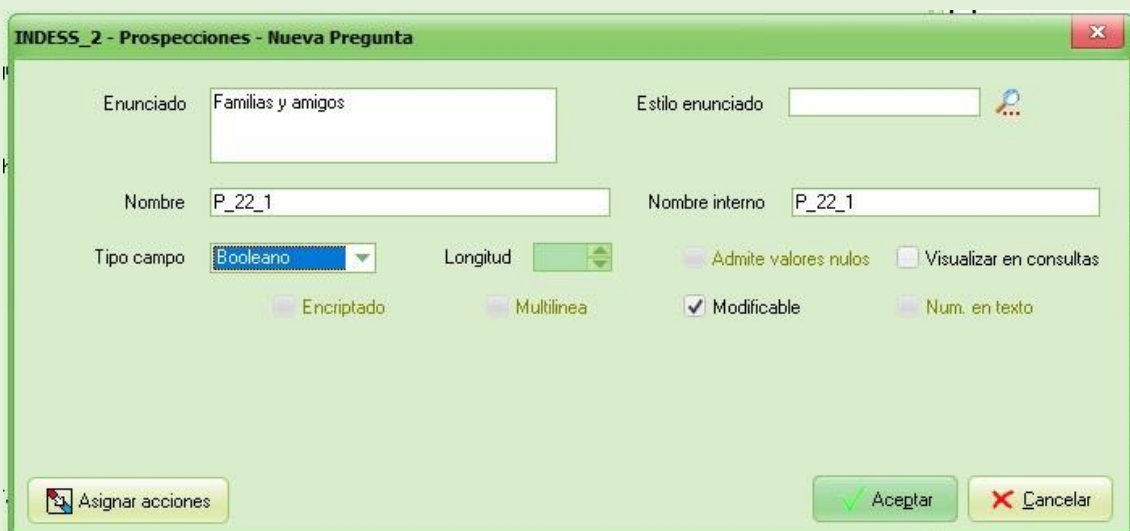 INDESS_2 - Prospecciones - Nueva Pregunta
Enunciado Familias y amigos Estilo enunciado
Nombre P_22_1 Nombre interno P_22_1
Tipo campo Booleano Longitud Admite valores nulos Visualizar en consultas
Encriptado Multilinea Modificable Num. en texto
Asignar acciones Aceptar Cancelar